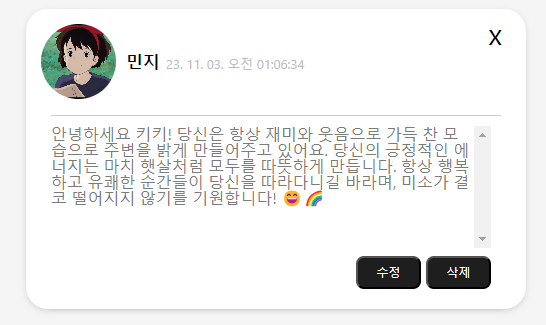 X
민지 23. 11. 03. 오전 01:06:34
안녕하세요 키키! 당신은 항상 재미와 웃음으로 가득 찬 모
습으로 주변을 밝게 만들어주고 있어요. 당신의 긍정적인 에
너지는 마치 햇살처럼 모두를 따뜻하게 만듭니다. 항상 행복
하고 유쾌한 순간들이 당신을 따라다니길 바라며, 미소가 결
코 떨어지지 않기를 기원합니다! 😄 🌈
수정 삭제